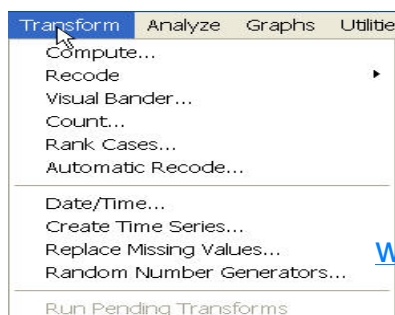 Transform Analyze Graphs Utilitie
Compute...
Recode
Visual Bander...
Count...
Rank Cases...
Automatic Recode...
Date/Time...
Create Time Series...
Replace Missing Values...
W
Random Number Generators...
Run Pending Transforms